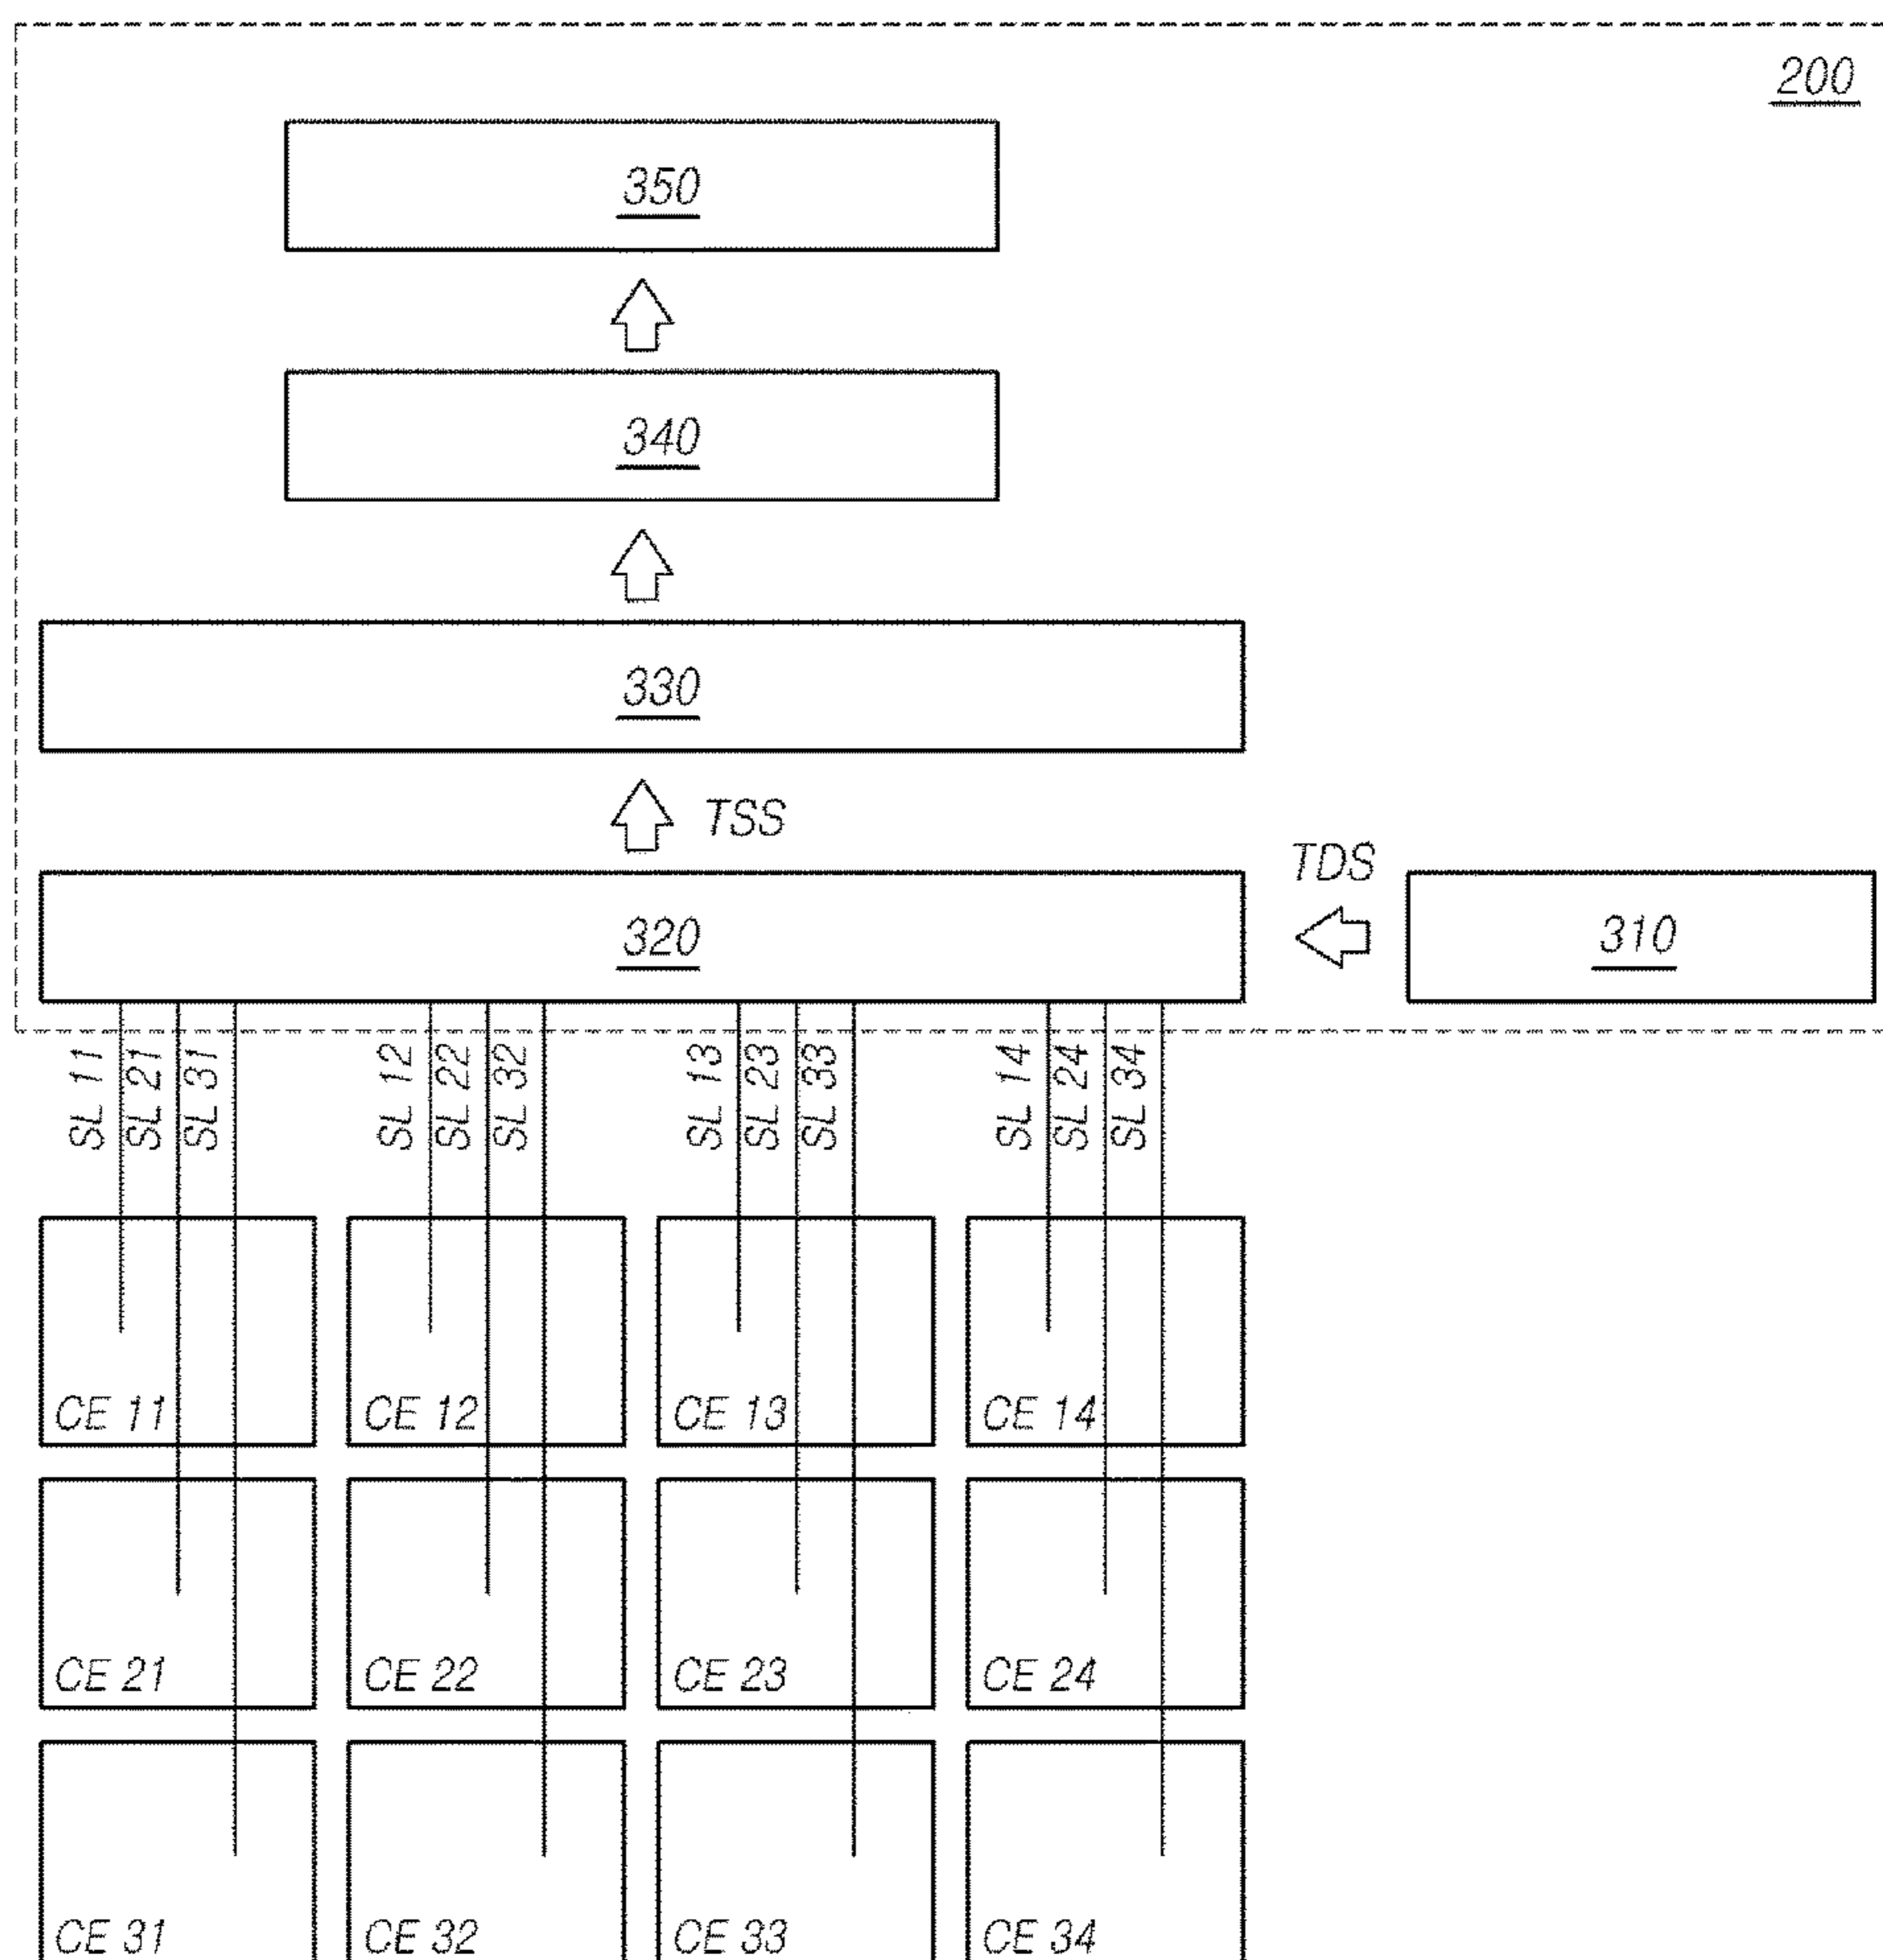 200
350
340
330
TSS
TDS
320
310
SL 11
SL 21
SL 31
SL 12
SL 22
SL 32
SL 13
SL 23
SL 33
SL 14
SL 24
SL 34
CE 11
CE 12
CE 13
CE 14
CE 21
CE 22
CE 23
CE 24
CE 31
CE 32
CE 33
CE 34